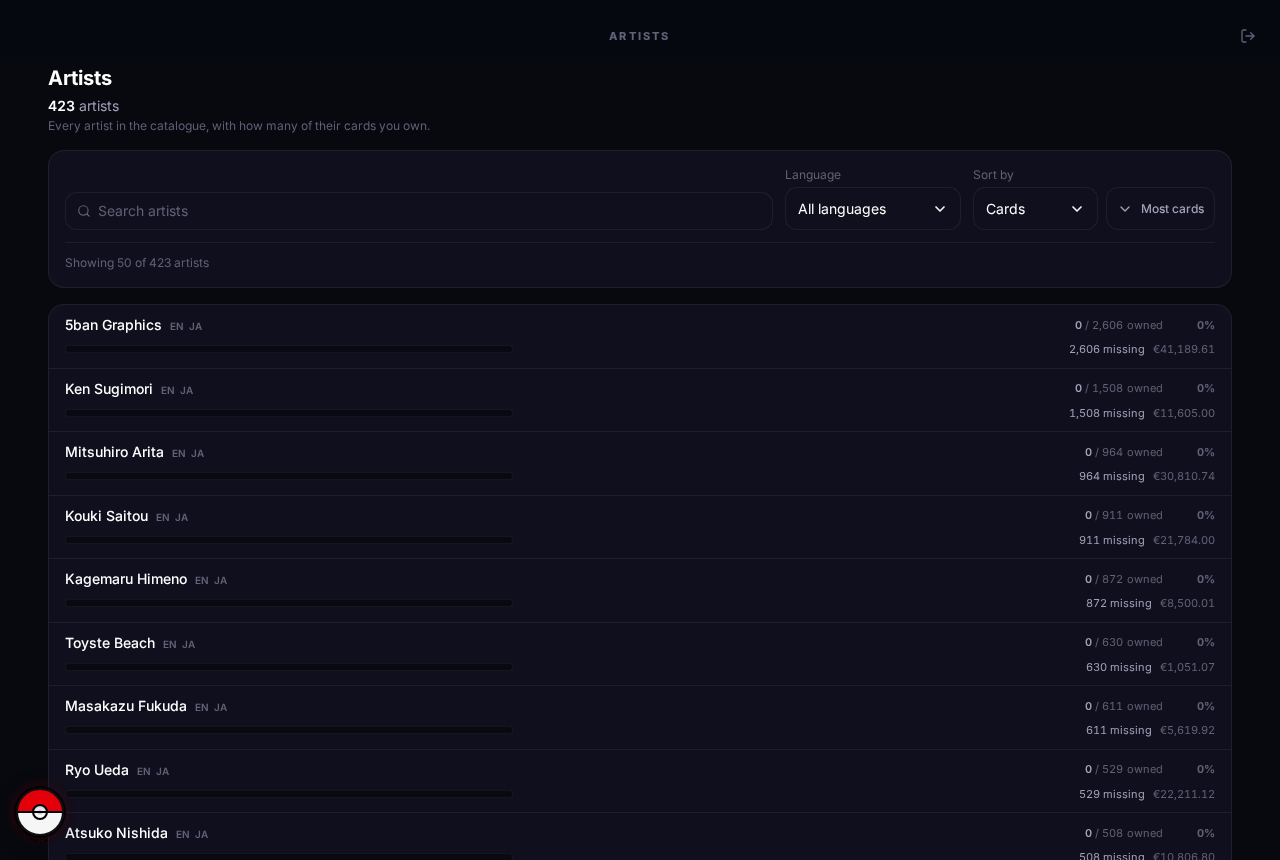 ARTISTS
Artists
423 artists
Every artist in the catalogue, with how many of their cards you own.
Language
Sort by
Search artists
All languages
Cards
Most cards
Showing 50 of 423 artists
5ban Graphics EN JA
0 / 2,606 owned 0%
2,606 missing €41,189.61
Ken Sugimori EN JA
0 / 1,508 owned 0%
1,508 missing €11,605.00
Mitsuhiro Arita EN JA
0 / 964 owned 0%
964 missing €30,810.74
Kouki Saitou EN JA
0 / 911 owned 0%
911 missing €21,784.00
Kagemaru Himeno EN JA
0 / 872 owned 0%
872 missing €8,500.01
Toyste Beach EN JA
0 / 630 owned 0%
630 missing €1,051.07
Masakazu Fukuda EN JA
0 / 611 owned 0%
611 missing €5,619.92
Ryo Ueda EN JA
0 / 529 owned 0%
529 missing €22,211.12
Atsuko Nishida EN JA
0 / 508 owned 0%
508 missing €10,806.80